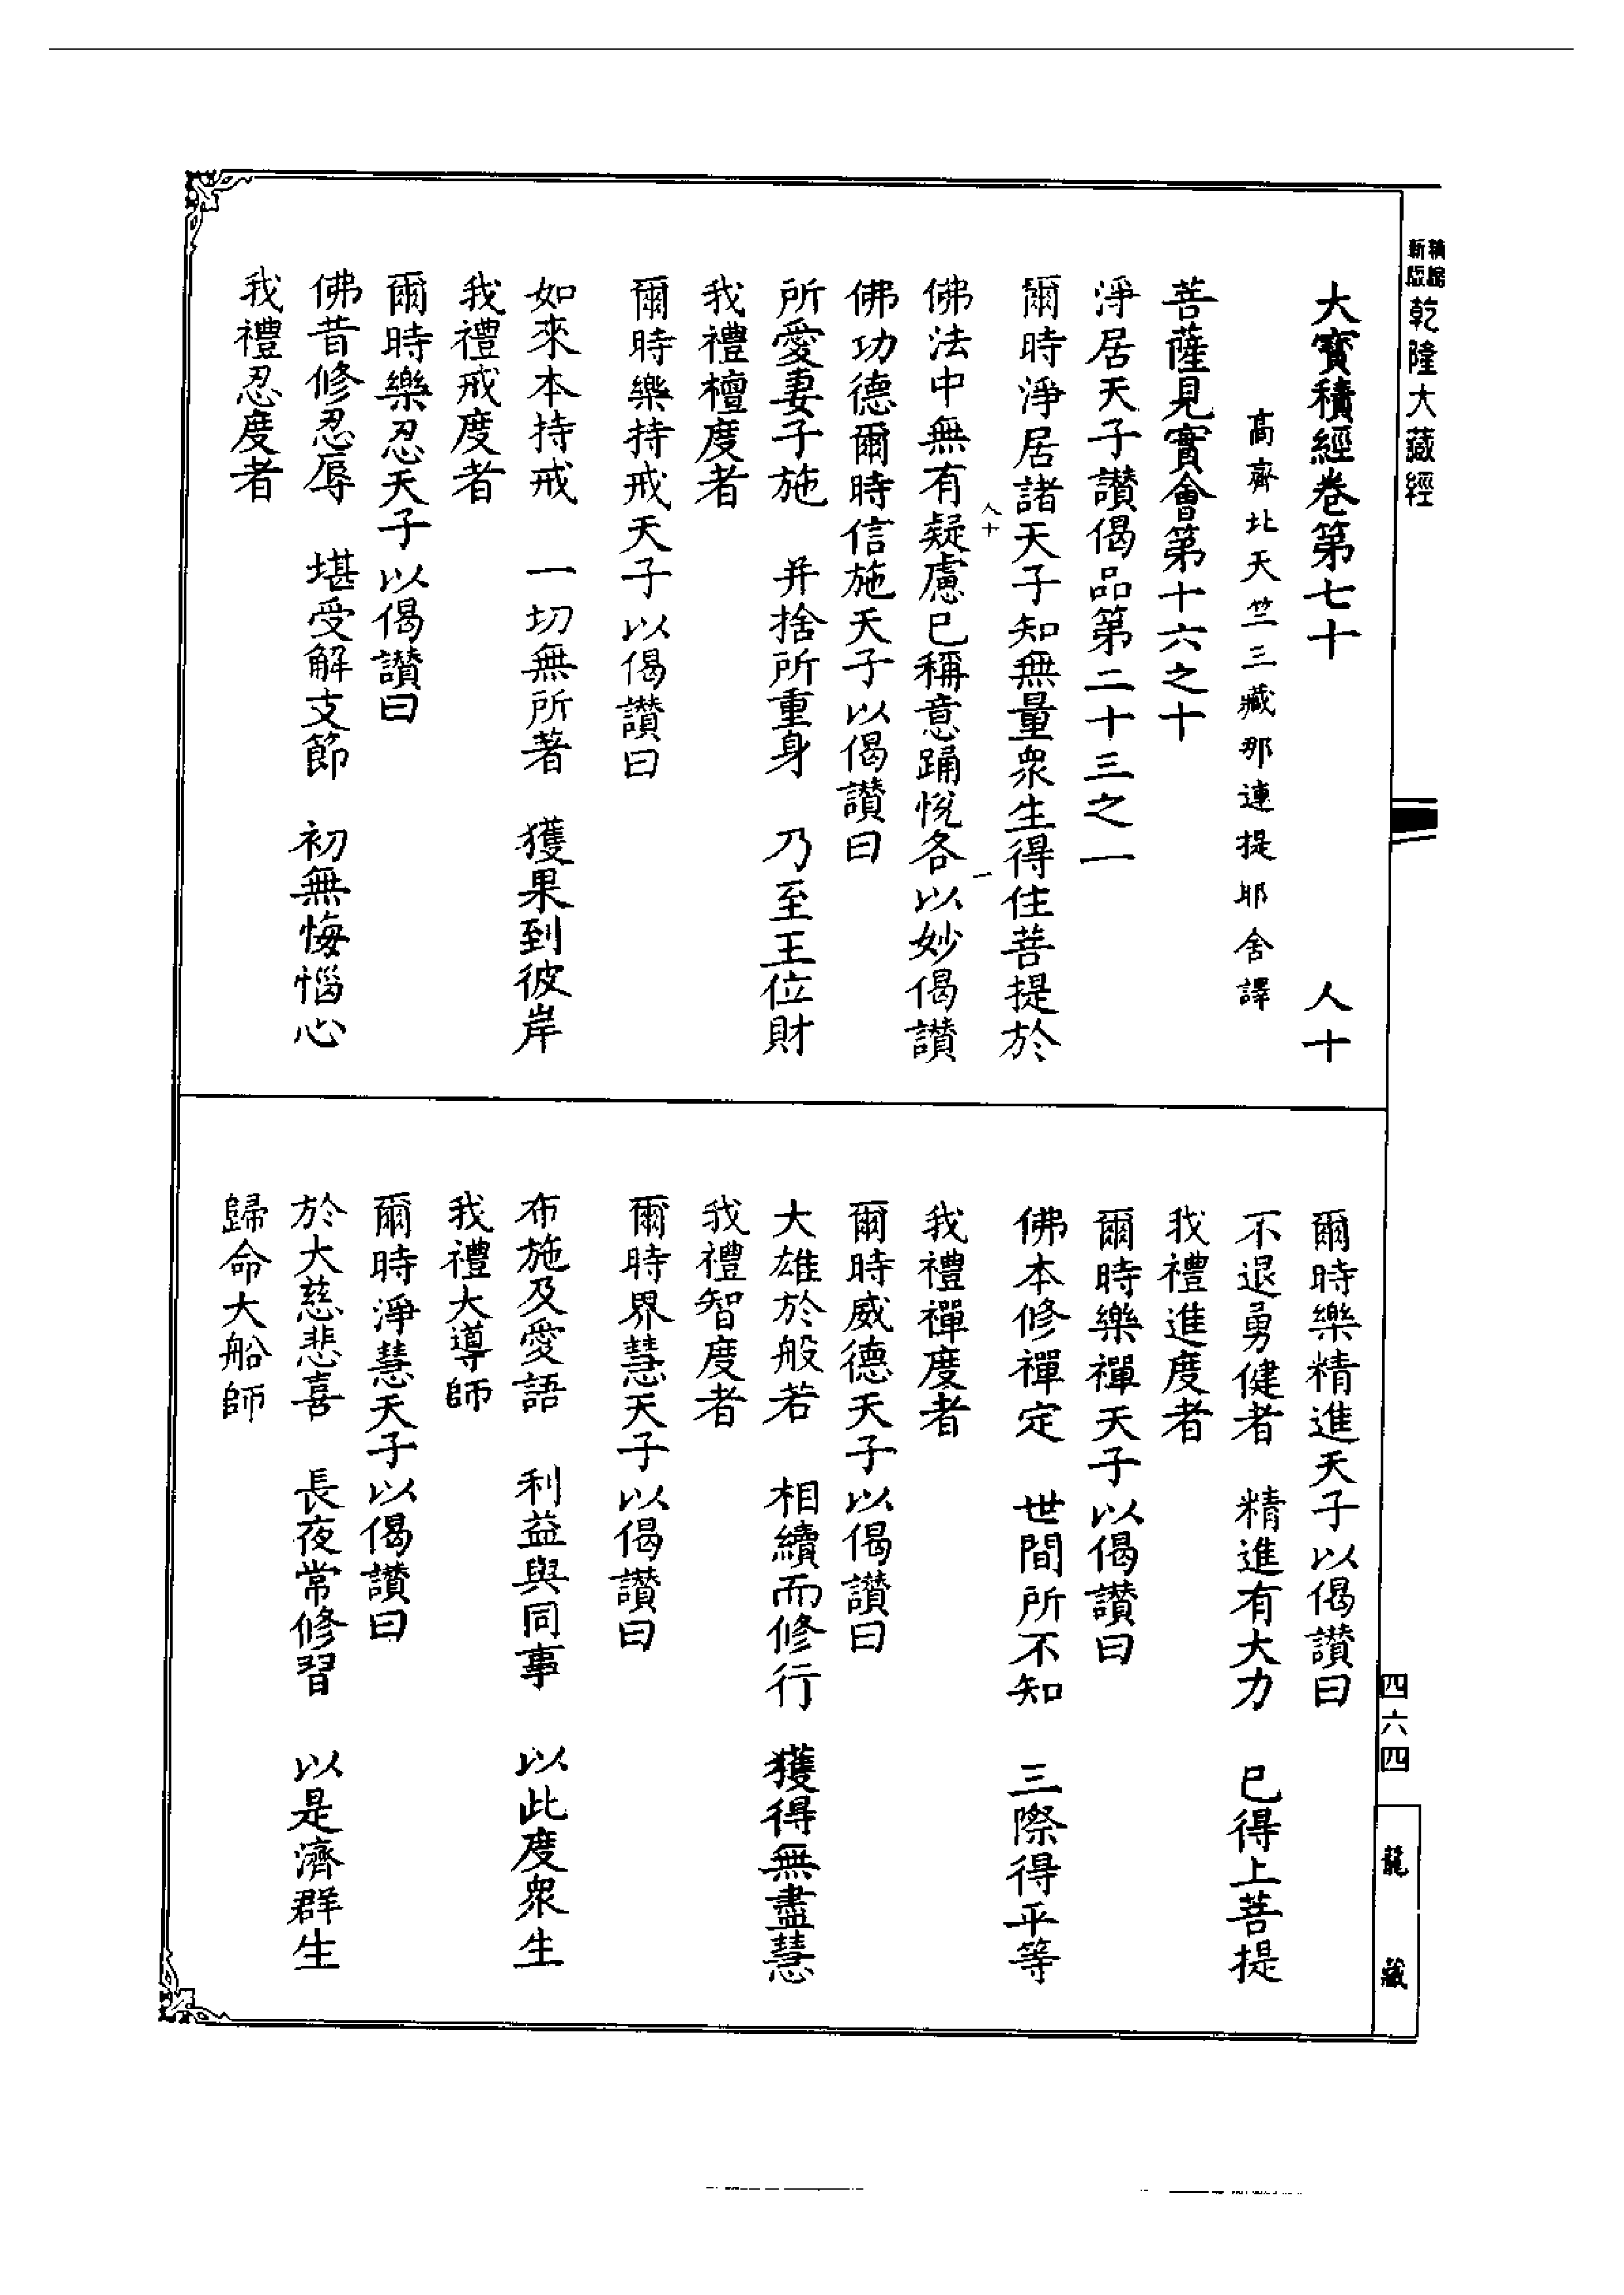 精縮新版乾隆大藏經
大寶積經卷第七十 人十
高齊北天竺三藏那連提耶舍譯
菩薩見實會第十六之十
淨居天子讚偈品第二十三之一
爾時淨居諸天子知無量衆生得住菩提於
人十 一
佛法中無有疑慮已稱意踊悅各以妙偈讚
佛功德爾時信施天子以偈讚曰
所愛妻子施 并捨所重身 乃至王位財
我禮檀度者
爾時樂持戒天子以偈讚曰
如來本持戒 一切無所著 獲果到彼岸
我禮戒度者
爾時樂忍天子以偈讚曰
佛昔修忍辱 堪受解支節 初無悔惱心
我禮忍度者
爾時樂精進天子以偈讚曰
不退勇健者 精進有大力 已得上菩提
我禮進度者
爾時樂禪天子以偈讚曰
佛本修禪定 世間所不知 三際得平等
我禮禪度者
爾時威德天子以偈讚曰
大雄於般若 相續而修行 獲得無盡慧
我禮智度者
爾時界慧天子以偈讚曰
布施及愛語 利益與同事 以此度衆生
我禮大導師
爾時淨慧天子以偈讚曰
於大慈悲喜 長夜常修習 以是濟群生
歸命大船師
四六四
龍藏